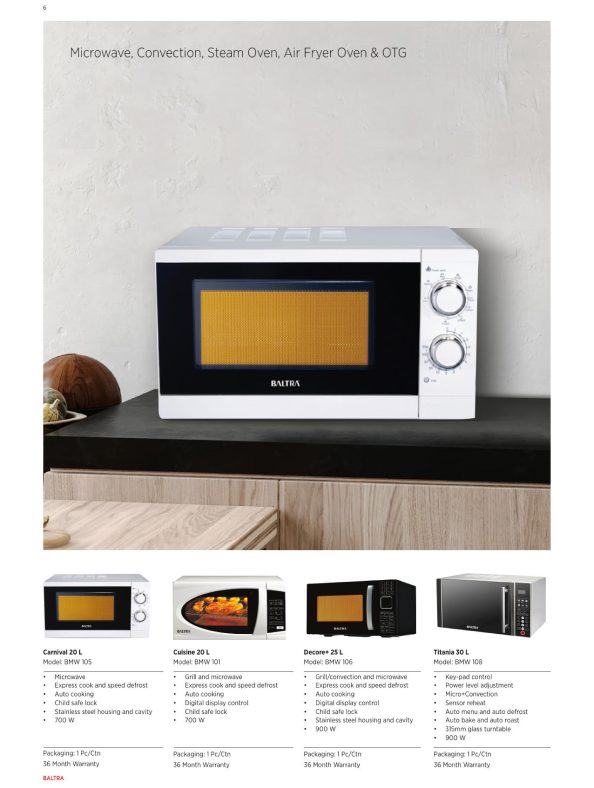 6
Microwave, Convection, Steam Oven, Air Fryer Oven & OTG
BALTRA
Carnival 20 L
Model: BMW 105
• Microwave
• Express cook and speed defrost
• Auto cooking
• Child safe lock
• Stainless steel housing and cavity
• 700 W
Packaging: 1 Pc/Ctn
36 Month Warranty
BALTRA
Cuisine 20 L
Model: BMW 101
• Grill and microwave
• Express cook and speed defrost
• Auto cooking
• Digital display control
• Child safe lock
• 700 W
Packaging: 1 Pc/Ctn
36 Month Warranty
BALTRA
Decore+ 25 L
Model: BMW 106
• Grill/convection and microwave
• Express cook and speed defrost
• Auto cooking
• Digital display control
• Child safe lock
• Stainless steel housing and cavity
• 900 W
Packaging: 1 Pc/Ctn
36 Month Warranty
BALTRA
Titania 30 L
Model: BMW 108
• Key-pad control
• Power level adjustment
• Micro+Convection
• Sensor reheat
• Auto menu and auto defrost
• Auto bake and auto roast
• 315mm glass turntable
• 900 W
Packaging: 1 Pc/Ctn
36 Month Warranty
BALTRA
BALTRA